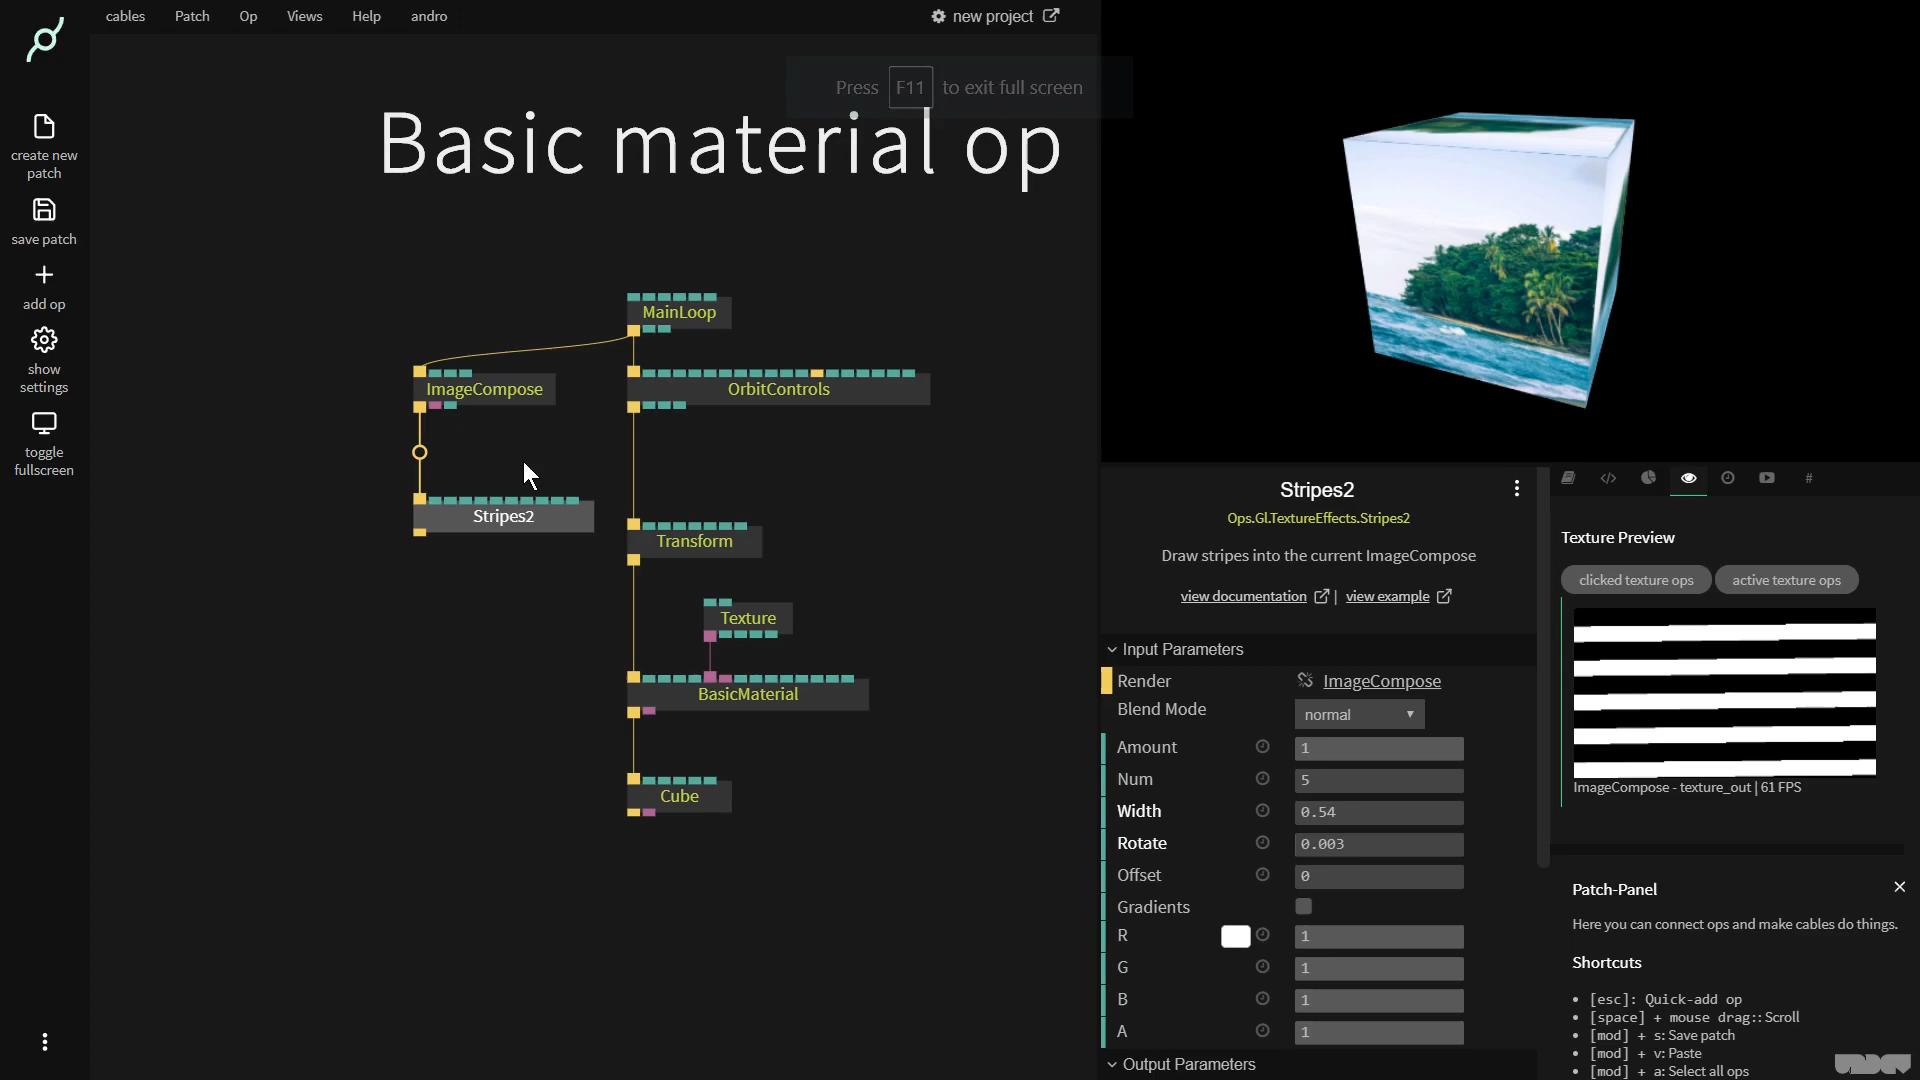 cables
Patch
Op
Views
Help
andro
new project
Press F11 to exit full screen
Basic material op
create new
patch
save patch
add op
show
settings
toggle
fullscreen
MainLoop
ImageCompose
OrbitControls
Stripes2
Transform
Texture
BasicMaterial
Cube
Stripes2
Ops.Gl.TextureEffects.Stripes2
Draw stripes into the current ImageCompose
view documentation | view example
Input Parameters
Render ImageCompose
Blend Mode normal
Amount 1
Num 5
Width 0.54
Rotate 0.003
Offset 0
Gradients
R 1
G 1
B 1
A 1
Output Parameters
#
Texture Preview
clicked texture ops
active texture ops
ImageCompose - texture_out | 61 FPS
Patch-Panel
Here you can connect ops and make cables do things.
Shortcuts
[esc]: Quick-add op
[space] + mouse drag:: Scroll
[mod] + s: Save patch
[mod] + v: Paste
[mod] + a: Select all ops